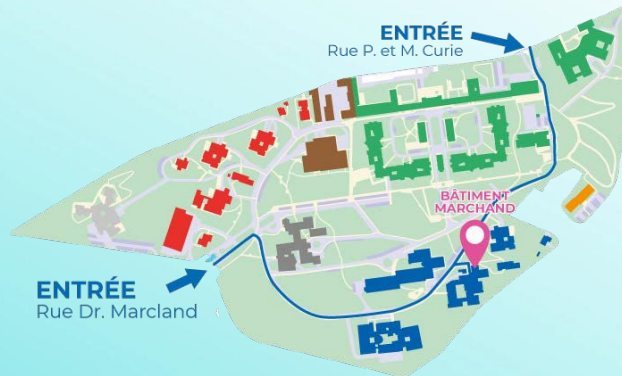 ENTRÉE
Rue P. et M. Curie
BÂTIMENT
MARCHAND
ENTRÉE
Rue Dr. Marcland